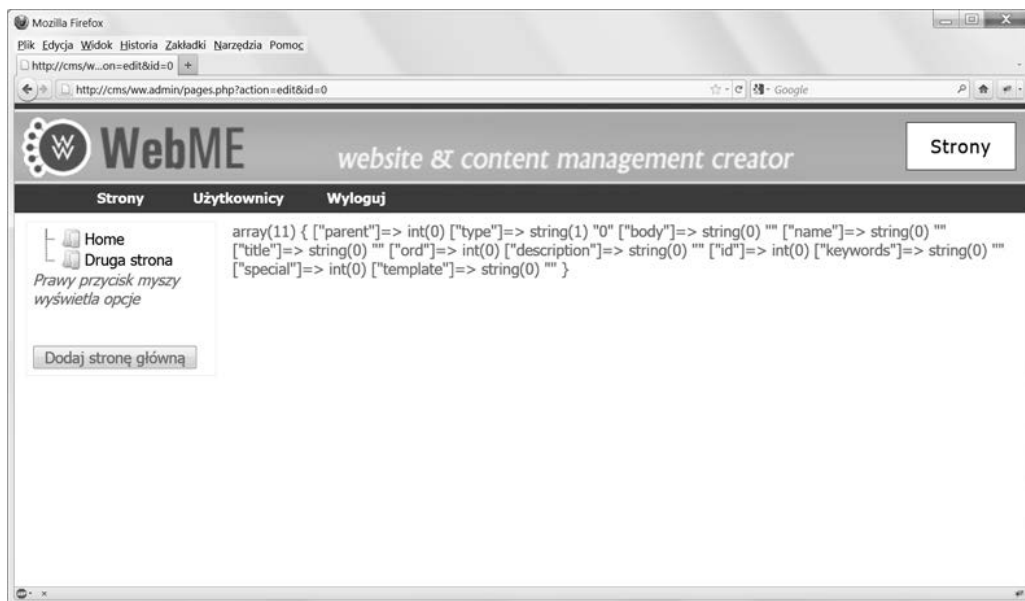 Mozilla Firefox
Plik Edycja Widok Historia Zakładki Narzędzia Pomoc
http://cms/w...on=edit&id=0 +
http://cms/ww.admin/pages.php?action=edit&id=0 Google
W WebME website & content management creator Strony
Strony Użytkownicy Wyloguj
Home
Druga strona
Prawy przycisk myszy
wyświetla opcje
Dodaj stronę główną
array(11) { ["parent"]=> int(0) ["type"]=> string(1) "0" ["body"]=> string(0) "" ["name"]=> string(0) ""
["title"]=> string(0) "" ["ord"]=> int(0) ["description"]=> string(0) "" ["id"]=> int(0) ["keywords"]=> string(0) ""
["special"]=> int(0) ["template"]=> string(0) "" }